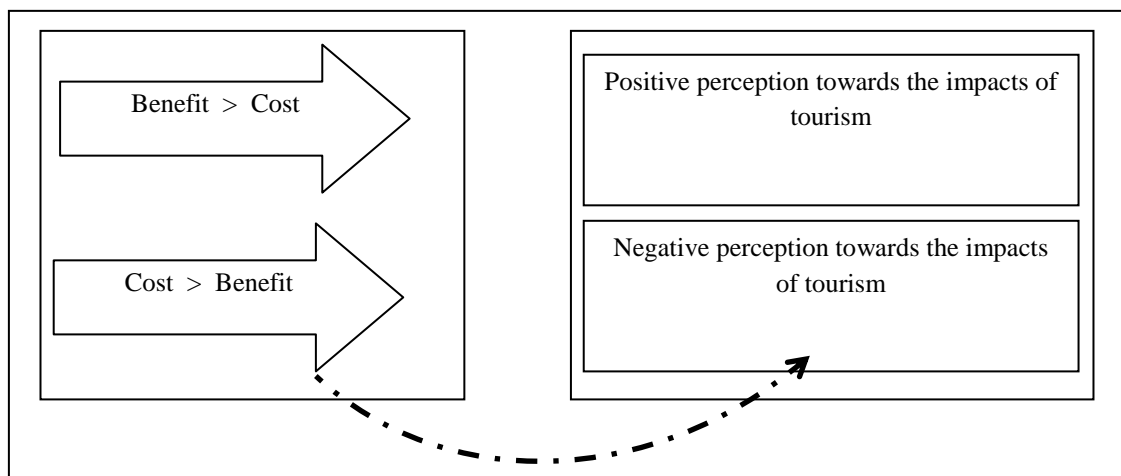 Benefit > Cost
Positive perception towards the impacts of
tourism
Cost > Benefit
Negative perception towards the impacts
of tourism